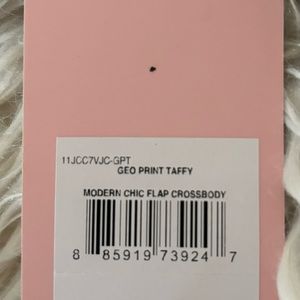 11JCC7VJC-GPT
GEO PRINT TAFFY
MODERN CHIC FLAP CROSSBODY
8 85919 73924 7